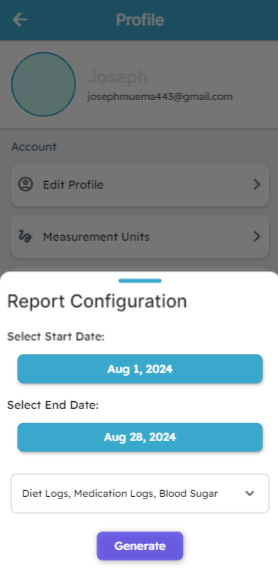 Profile
Joseph
josephmuema443@gmail.com
Account
Edit Profile
Measurement Units
Report Configuration
Select Start Date:
Aug 1, 2024
Select End Date:
Aug 28, 2024
Diet Logs, Medication Logs, Blood Sugar
Generate